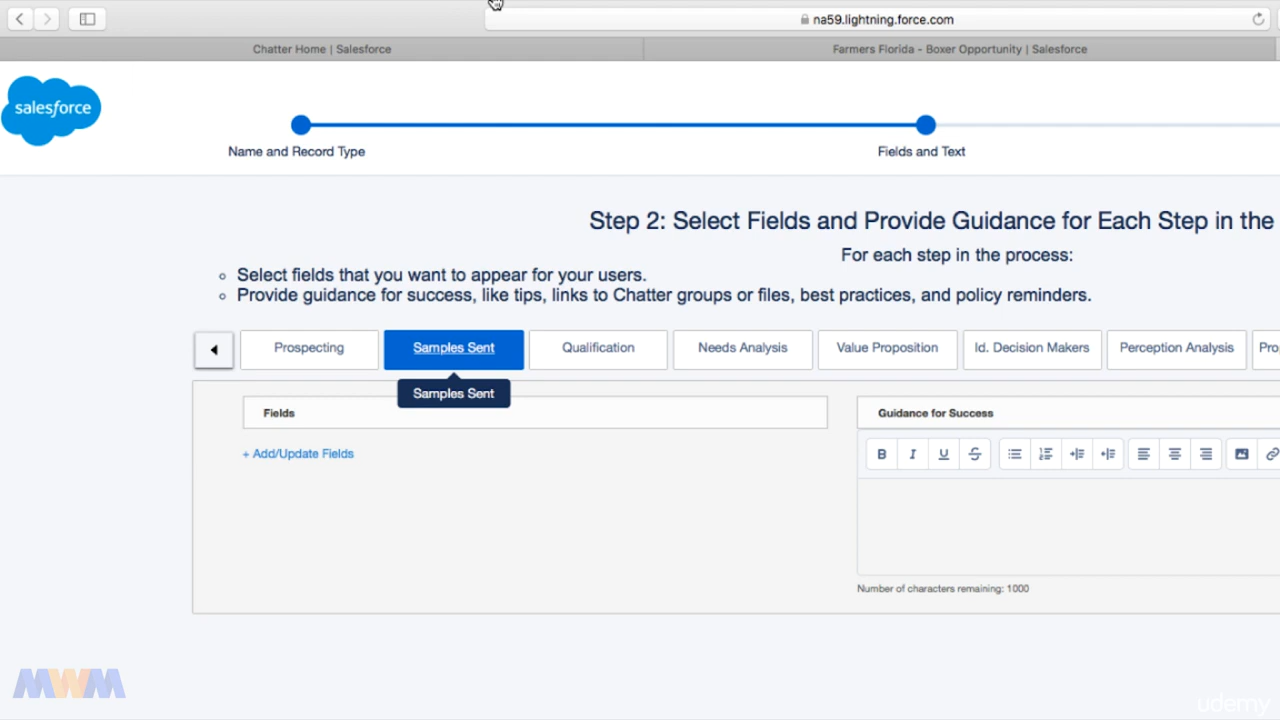 na59.lightning.force.com
Chatter Home | Salesforce
Farmers Florida - Boxer Opportunity | Salesforce
salesforce
Name and Record Type
Fields and Text
Step 2: Select Fields and Provide Guidance for Each Step in the
For each step in the process:
Select fields that you want to appear for your users.
Provide guidance for success, like tips, links to Chatter groups or files, best practices, and policy reminders.
Prospecting
Samples Sent
Qualification
Needs Analysis
Value Proposition
Id. Decision Makers
Perception Analysis
Pro
Samples Sent
Fields
Guidance for Success
+ Add/Update Fields
B I U S
Number of characters remaining: 1000
MWM
udemy